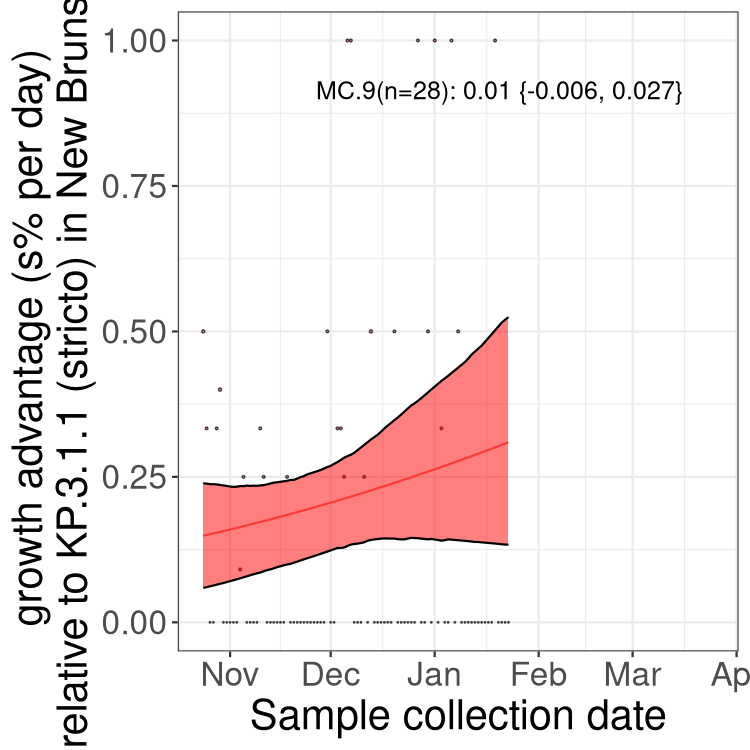 growth advantage (s% per day)
relative to KP.3.1.1 (stricto) in New Bruns
1.00
0.75
0.50
0.25
0.00
MC.9(n=28): 0.01 {-0.006, 0.027}
Nov Dec Jan Feb Mar Ap
Sample collection date